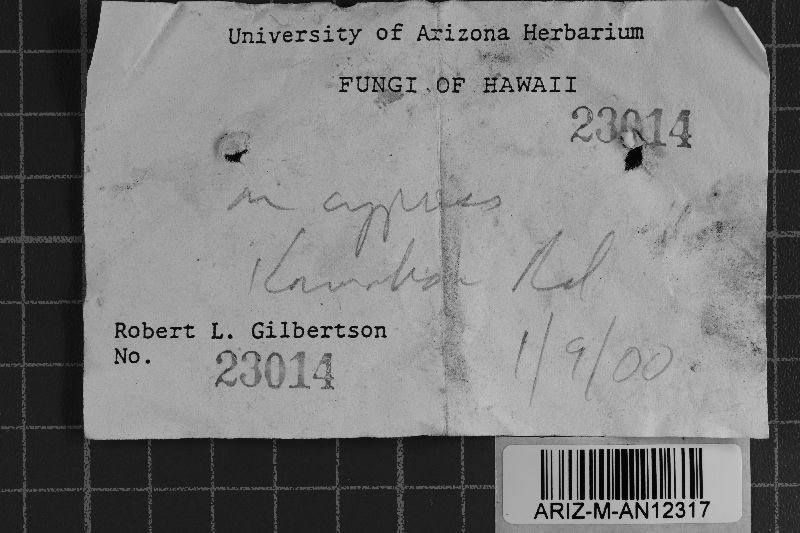 University of Arizona Herbarium
FUNGI OF HAWAII
23014
on cypress
Rd
Robert L. Gilbertson
No. 23014
1/9/00
ARIZ-M-AN12317